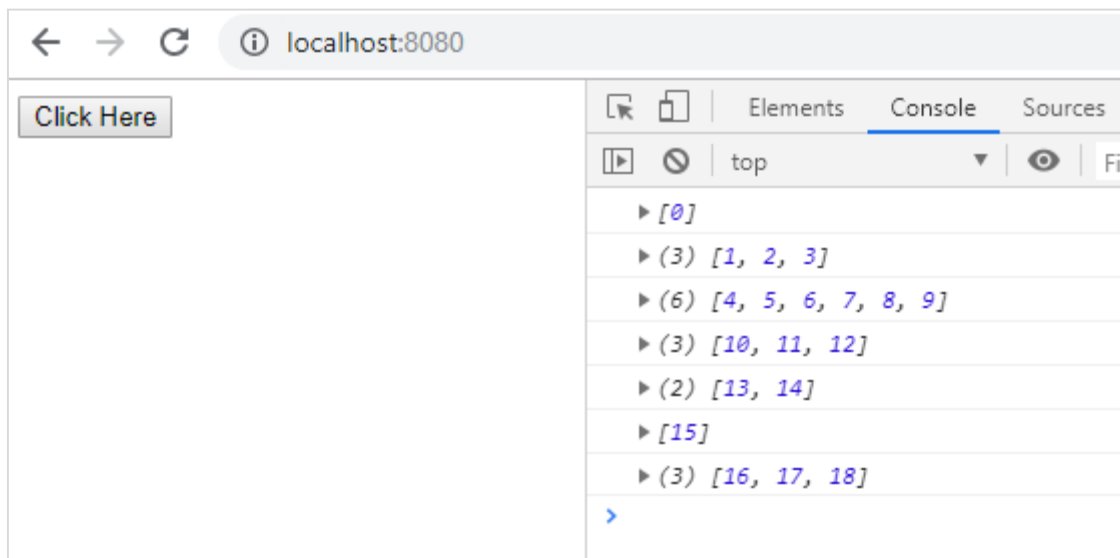 localhost:8080
Click Here
Elements Console Sources
top
[0]
(3) [1, 2, 3]
(6) [4, 5, 6, 7, 8, 9]
(3) [10, 11, 12]
(2) [13, 14]
[15]
(3) [16, 17, 18]